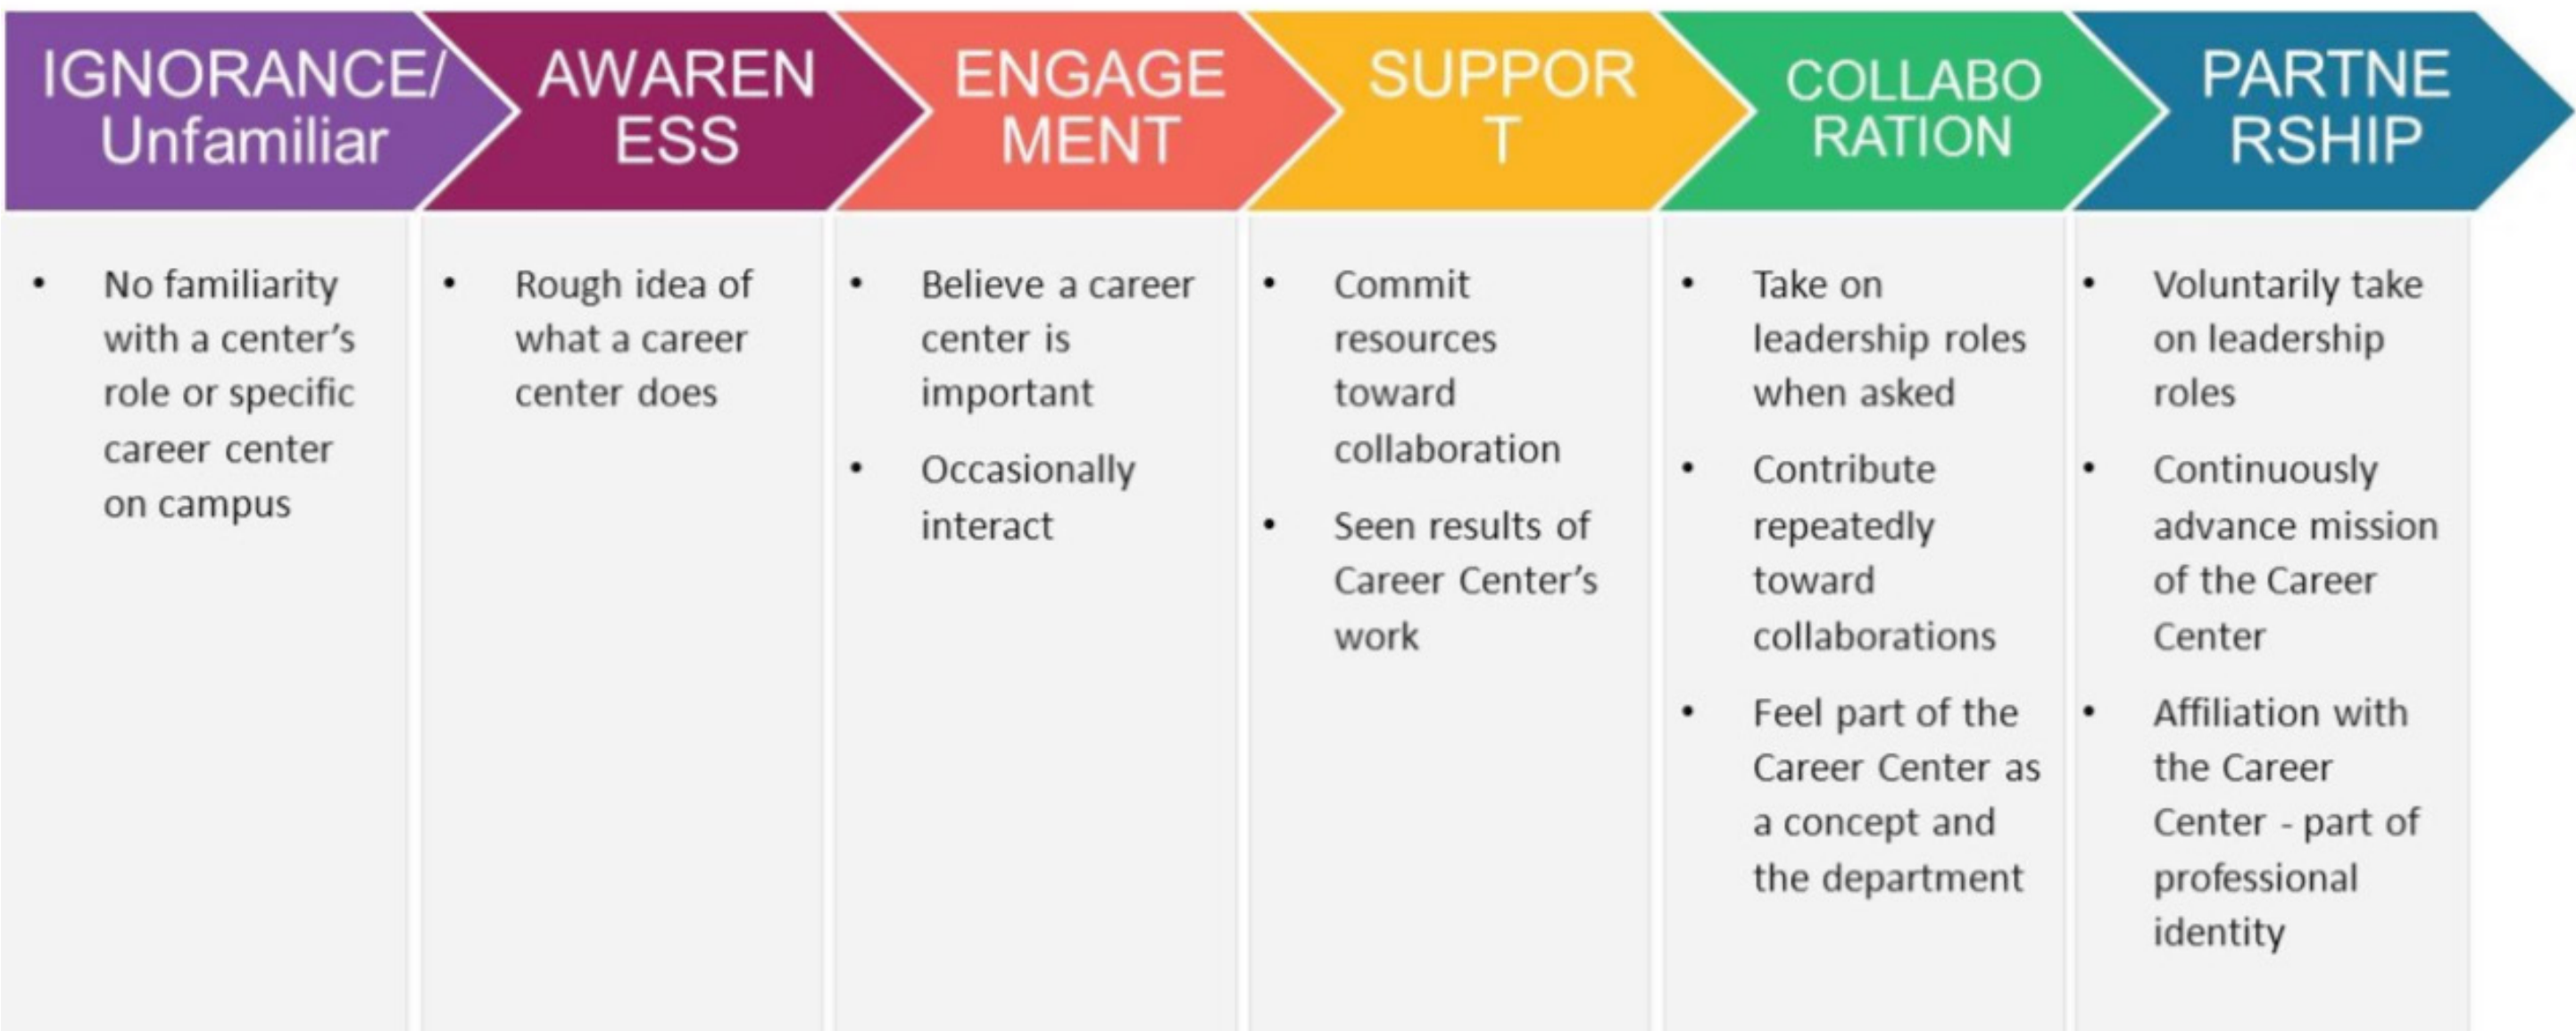 IGNORANCE/
Unfamiliar
AWAREN
ESS
ENGAGE
MENT
SUPPOR
T
COLLABO
RATION
PARTNE
RSHIP
• No familiarity
with a center’s
role or specific
career center
on campus
• Rough idea of
what a career
center does
• Believe a career
center is
important
• Occasionally
interact
• Commit
resources
toward
collaboration
• Seen results of
Career Center’s
work
• Take on
leadership roles
when asked
• Contribute
repeatedly
toward
collaborations
• Feel part of the
Career Center as
a concept and
the department
• Voluntarily take
on leadership
roles
• Continuously
advance mission
of the Career
Center
• Affiliation with
the Career
Center - part of
professional
identity